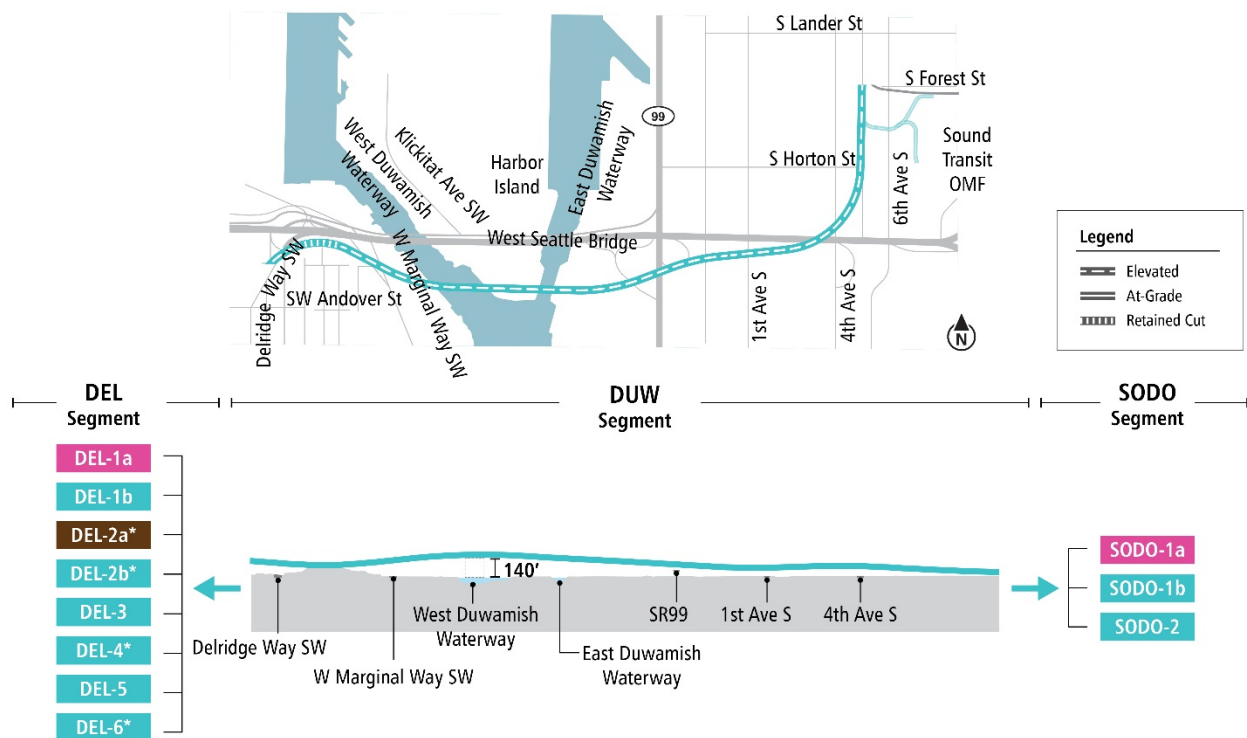 S Lander St
S Forest St
99
West Duwamish
Waterway
Klickitat Ave SW
Harbor
Island
East Duwamish
Waterway
S Horton St
6th Ave S
Sound
Transit
OMF
West Seattle Bridge
Delridge Way SW
SW Andover St
W Marginal Way SW
1st Ave S
4th Ave S
N
Legend
Elevated
At-Grade
Retained Cut
DEL
Segment
DUW
Segment
SODO
Segment
DEL-1a
DEL-1b
DEL-2a*
DEL-2b*
DEL-3
DEL-4*
DEL-5
DEL-6*
140’
Delridge Way SW
W Marginal Way SW
West Duwamish
Waterway
East Duwamish
Waterway
SR99
1st Ave S
4th Ave S
SODO-1a
SODO-1b
SODO-2